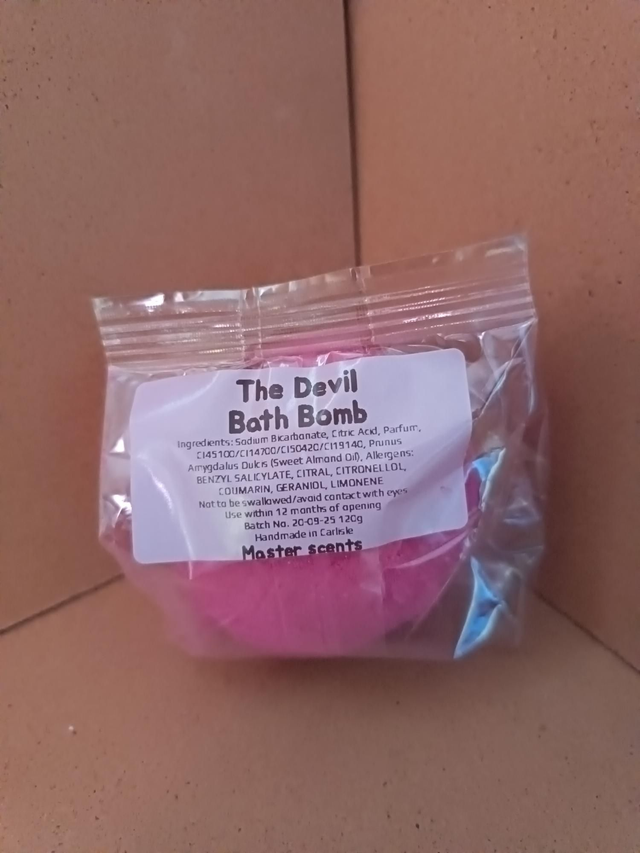 The Devil
Bath Bomb
Ingredients: Sodium Bicarbonate, Citric Acid, Parfum,
CI45100/CI14700/CI50420/CI19140, Prunus
Amygdalus Dulcis (Sweet Almond Oil), Allergens:
BENZYL SALICYLATE, CITRAL, CITRONELLOL,
COUMARIN, GERANIOL, LIMONENE
Not to be swallowed/avoid contact with eyes
Use within 12 months of opening
Batch No. 20-09-25 120g
Handmade in Carlisle
Master scents